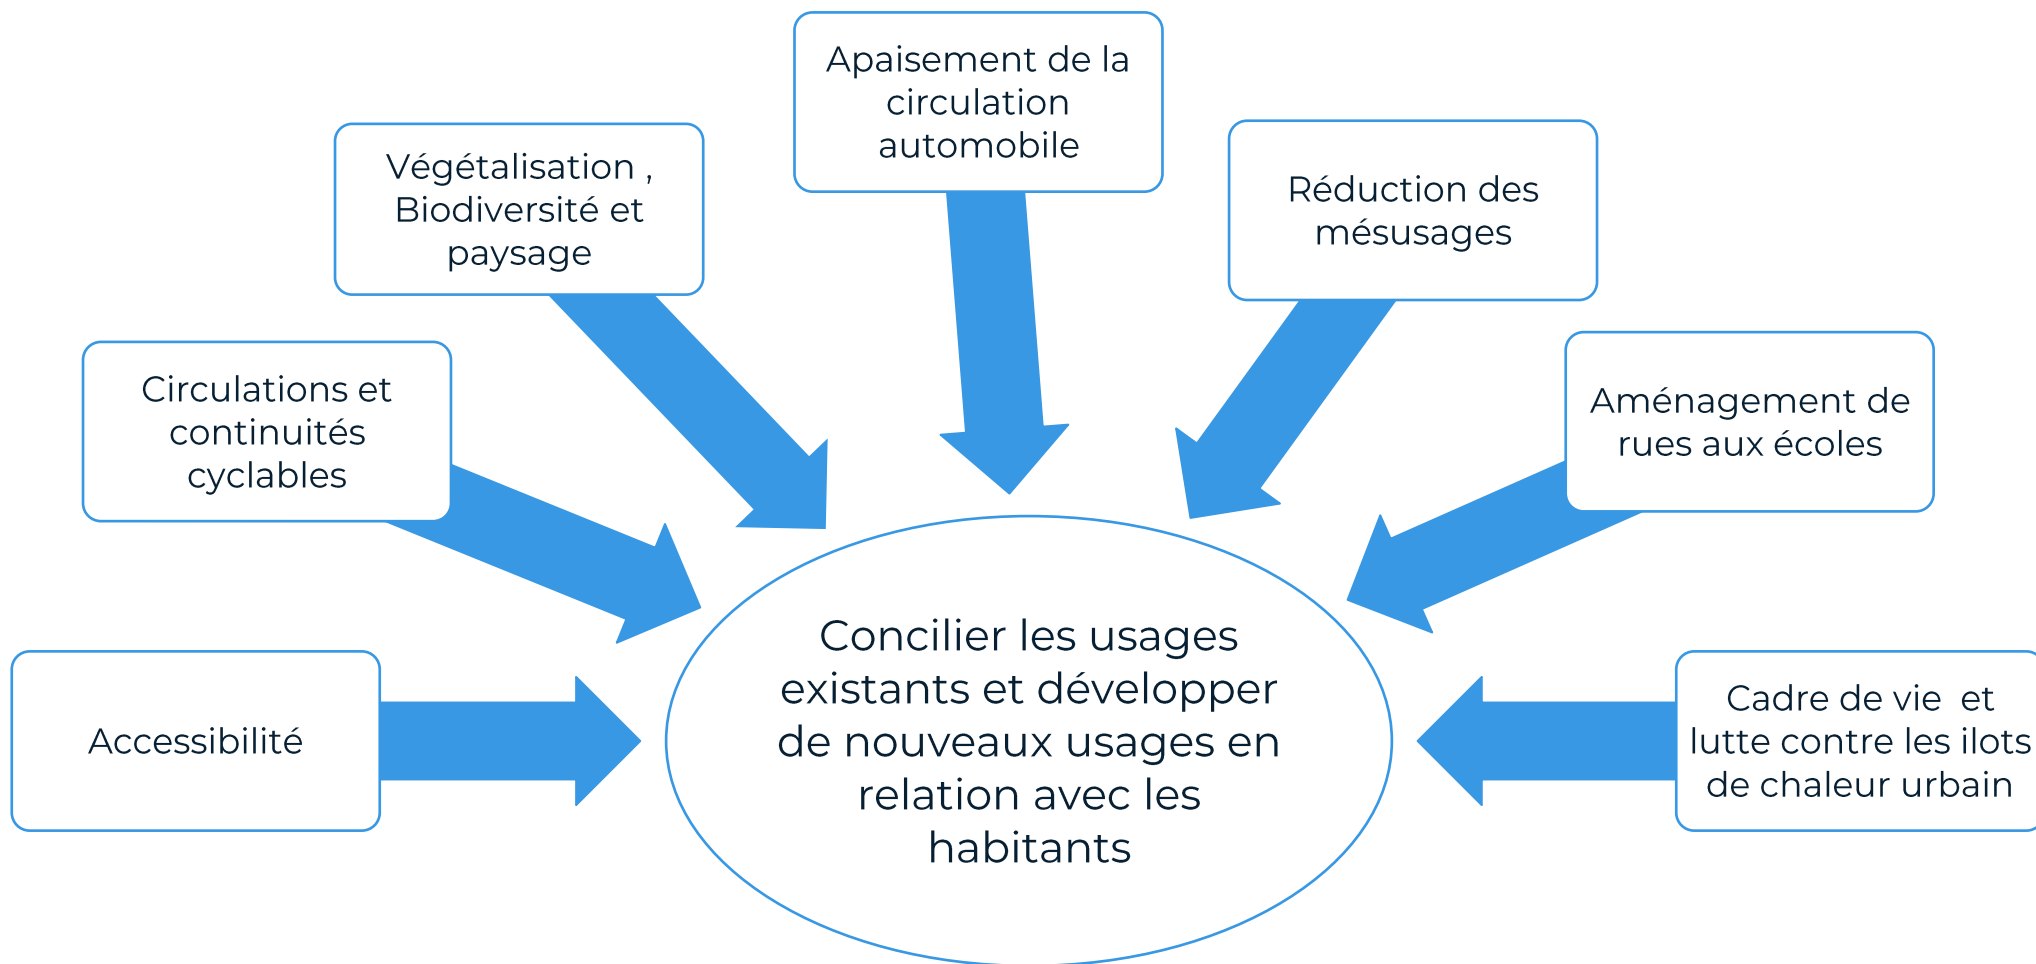 Apaisement de la
circulation
automobile
Végétalisation ,
Biodiversité et
paysage
Réduction des
mésusages
Circulations et
continuités
cyclables
Aménagement de
rues aux écoles
Accessibilité
Concilier les usages
existants et développer
de nouveaux usages en
relation avec les
habitants
Cadre de vie  et
lutte contre les ilots
de chaleur urbain